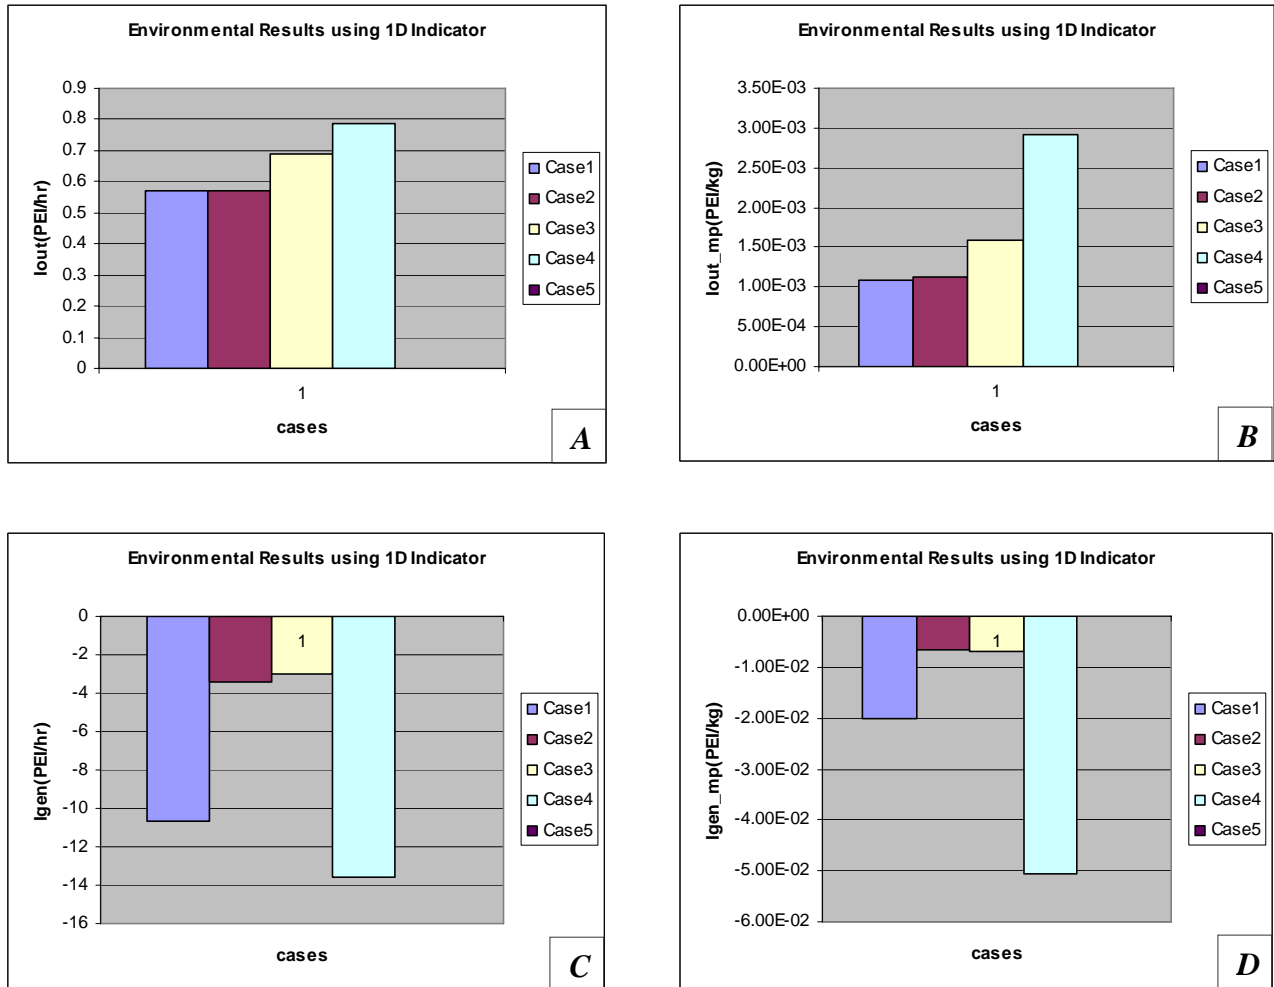 Environmental Results using 1D Indicator
0.9
0.8
0.7
0.6
0.5
0.4
0.3
0.2
0.1
0
Iout(PEI/hr)
1
cases
Case1
Case2
Case3
Case4
Case5
A
Environmental Results using 1D Indicator
3.50E-03
3.00E-03
2.50E-03
2.00E-03
1.50E-03
1.00E-03
5.00E-04
0.00E+00
Iout_mp(PEI/kg)
1
cases
Case1
Case2
Case3
Case4
Case5
B
Environmental Results using 1D Indicator
0
-2
-4
-6
-8
-10
-12
-14
-16
Igen(PEI/hr)
1
cases
Case1
Case2
Case3
Case4
Case5
C
Environmental Results using 1D Indicator
0.00E+00
-1.00E-02
-2.00E-02
-3.00E-02
-4.00E-02
-5.00E-02
-6.00E-02
Igen_mp(PEI/kg)
1
cases
Case1
Case2
Case3
Case4
Case5
D